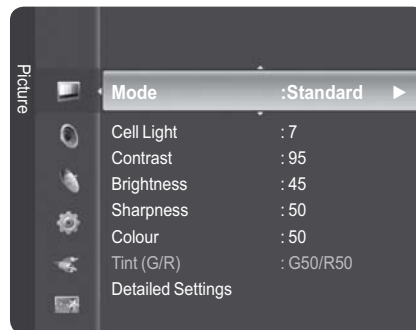 Picture
Mode :Standard ►
Cell Light : 7
Contrast : 95
Brightness : 45
Sharpness : 50
Colour : 50
Tint (G/R) : G50/R50
Detailed Settings